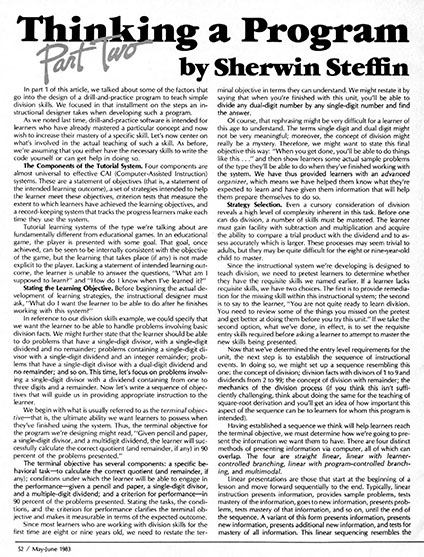 Thinking a Program
Part Two
by Sherwin Steffin
In part 1 of this article, we talked about some of the factors that
go into the design of a drill-and-practice program to teach simple
division skills. We focused in that installment on the steps an in-
structional designer takes when developing such a program.
As we noted last time, drill-and-practice software is intended for
learners who have already mastered a particular concept and now
wish to increase their mastery of a specific skill. Let's now center on
what's involved in the actual teaching of such a skill. As before,
we're assuming that you either have the necessary skills to write the
code yourself or can get help in doing so.
The Components of the Tutorial System. Four components are
almost universal to effective CAI (Computer-Assisted Instruction)
systems. These are a statement of objectives (that is, a statement of
the intended learning outcome), a set of strategies intended to help
the learner meet these objectives, criterion tests that measure the
extent to which learners have achieved the learning objectives, and
a record-keeping system that tracks the progress learners make each
time they use the system.
Tutorial learning systems of the type we're talking about are
fundamentally different from educational games. In an educational
game, the player is presented with some goal. That goal, once
achieved, can be seen to be internally consistent with the objective
of the game, but the learning that takes place (if any) is not made
explicit to the player. Lacking a statement of intended learning out-
come, the learner is unable to answer the questions, "What am I
supposed to learn?" and "How do I know when I've learned it?"
Stating the Learning Objective. Before beginning the actual de-
velopment of learning strategies, the instructional designer must
ask, "What do I want the learner to be able to do after he finishes
working with this system?"
In reference to our division skills example, we could specify that
we want the learner to be able to handle problems involving basic
division facts. We might further state that the learner should be able
to do problems that have a single-digit divisor, with a single-digit
dividend and no remainder; problems containing a single-digit di-
visor with a single-digit dividend and an integer remainder; prob-
lems that have a single-digit divisor with a dual-digit dividend and
no remainder; and so on. This time, let's focus on problems involv-
ing a single-digit divisor with a dividend containing from one to
three digits and a remainder. Now let's write a sequence of objec-
tives that will guide us in providing appropriate instruction to the
learner.
We begin with what is usually referred to as the terminal objec-
tive—that is, the ultimate ability we want learners to possess when
they've finished using the system. Thus, the terminal objective for
the program we're designing might read, "Given pencil and paper,
a single-digit divisor, and a multidigit dividend, the learner will suc-
cessfully calculate the correct quotient (and remainder, if any) in 90
percent of the problems presented."
The terminal objective has several components: a specific be-
havioral task—to calculate the correct quotient (and remainder, if
any); conditions under which the learner will be able to engage in
the performance—given a pencil and paper, a single-digit divisor,
and a multiple-digit dividend; and a criterion for performance—in
90 percent of the problems presented. Stating the tasks, the condi-
tions, and the criterion for performance clarifies the terminal ob-
jective and makes it measurable in terms of the expected outcome.
Since most learners who are working with division skills for the
first time are eight or nine years old, we need to restate the ter-
minal objective in terms they can understand. We might restate it by
saying that when you're finished with this unit, you'll be able to
divide any dual-digit number by any single-digit number and find
the answer.
Of course, that rephrasing might be very difficult for a learner of
this age to understand. The terms single digit and dual digit might
not be very meaningful; moreover, the concept of division might
really be a mystery. Therefore, we might want to state this final
objective this way: "When you get done, you'll be able to do things
like this . . ." and then show learners some actual sample problems
of the type they'll be able to do when they've finished working with
the system. We have thus provided learners with an advance
organizer, which means we have helped them know what they're
expected to learn and have given them information that will help
them prepare themselves to do so.
Strategy Selection. Even a cursory consideration of division
reveals a high level of complexity inherent in this task. Before one
can do division, a number of skills must be mastered. The learner
must gain facility with subtraction and multiplication and acquire
the ability to compare a trial product with the dividend and to as-
sess accurately which is larger. These processes may seem trivial to
adults, but they may be quite difficult for the eight or nine-year-old
child to master.
Since the instructional system we're developing is designed to
teach division, we need to pretest learners to determine whether
they have the requisite skills we named earlier. If a learner lacks
requisite skills, we have two choices. The first is to provide remedia-
tion for the missing skill within this instructional system; the second
is to say to the learner, "You are not quite ready to learn division.
You need to review some of the things you missed on the pretest
and get better at doing them before you try this unit." If we take the
second option, what we've done, in effect, is to set the requisite
entry skills required before asking a learner to attempt to master the
new skills being presented.
Now that we've determined the entry level requirements for the
unit, the next step is to establish the sequence of instructional
events. In doing so, we might set up a sequence resembling this
one: the concept of division; division facts with divisors of 1 to 9 and
dividends from 2 to 99; the concept of division with remainder; the
mechanics of the division process (if you think this isn't suffi-
ciently challenging, think about doing the same for the teaching of
square-root derivation and you'll get an idea of how important this
aspect of the sequence can be to learners for whom this program is
intended).
Having established a sequence we think will help learners reach
the terminal objective, we must determine how we're going to pre-
sent the information we want them to have. There are four distinct
methods of presenting information via computer, all of which can
overlap. The four are straight linear, linear with learner-
controlled branching, linear with program-controlled branch-
ing, and multimodal.
Linear presentations are those that start at the beginning of a
lesson and move forward sequentially to the end. Typically, linear
instruction presents information, provides sample problems, tests
mastery of the information, goes to new information, presents prob-
lems, tests mastery of that information, and so on, until the end of
the sequence. A variant of this form presents information, presents
new information, presents additional new information, and tests for
mastery of all information. This linear sequencing resembles the
52 / May-June 1983